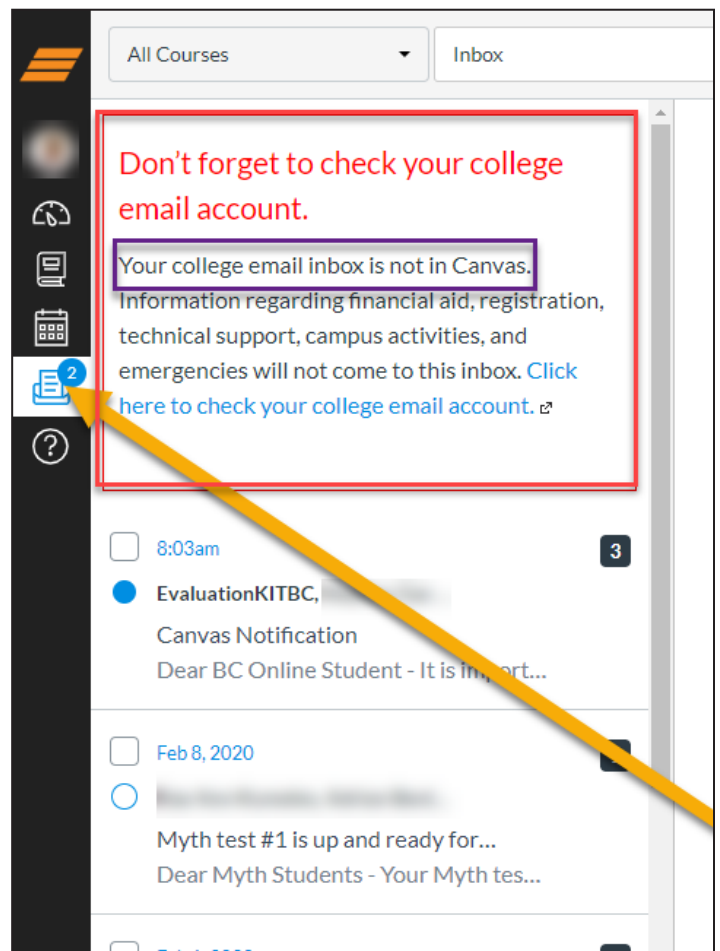 All Courses
Inbox
Don't forget to check your college
email account.
Your college email inbox is not in Canvas.
Information regarding financial aid, registration,
technical support, campus activities, and
emergencies will not come to this inbox. Click
here to check your college email account.
2
8:03am
3
EvaluationKITBC,
Canvas Notification
Dear BC Online Student - It is import...
Feb 8, 2020
Myth test #1 is up and ready for...
Dear Myth Students - Your Myth tes...